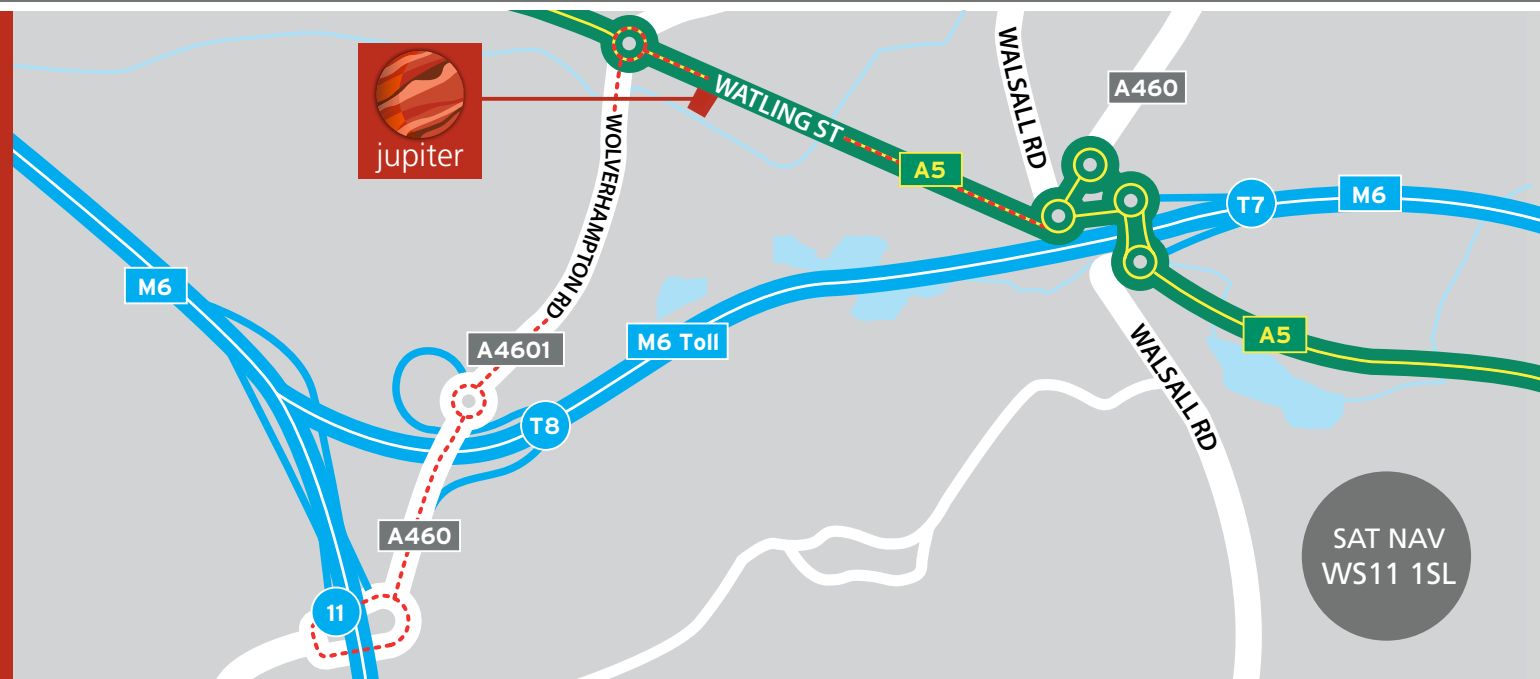 WALSALL RD
A460
jupiter
WATLING ST
WOLVERHAMPTON RD
A5
T7
M6
M6
A4601
M6 Toll
A5
WALSALL RD
T8
A460
11
SAT NAV
WS11 1SL